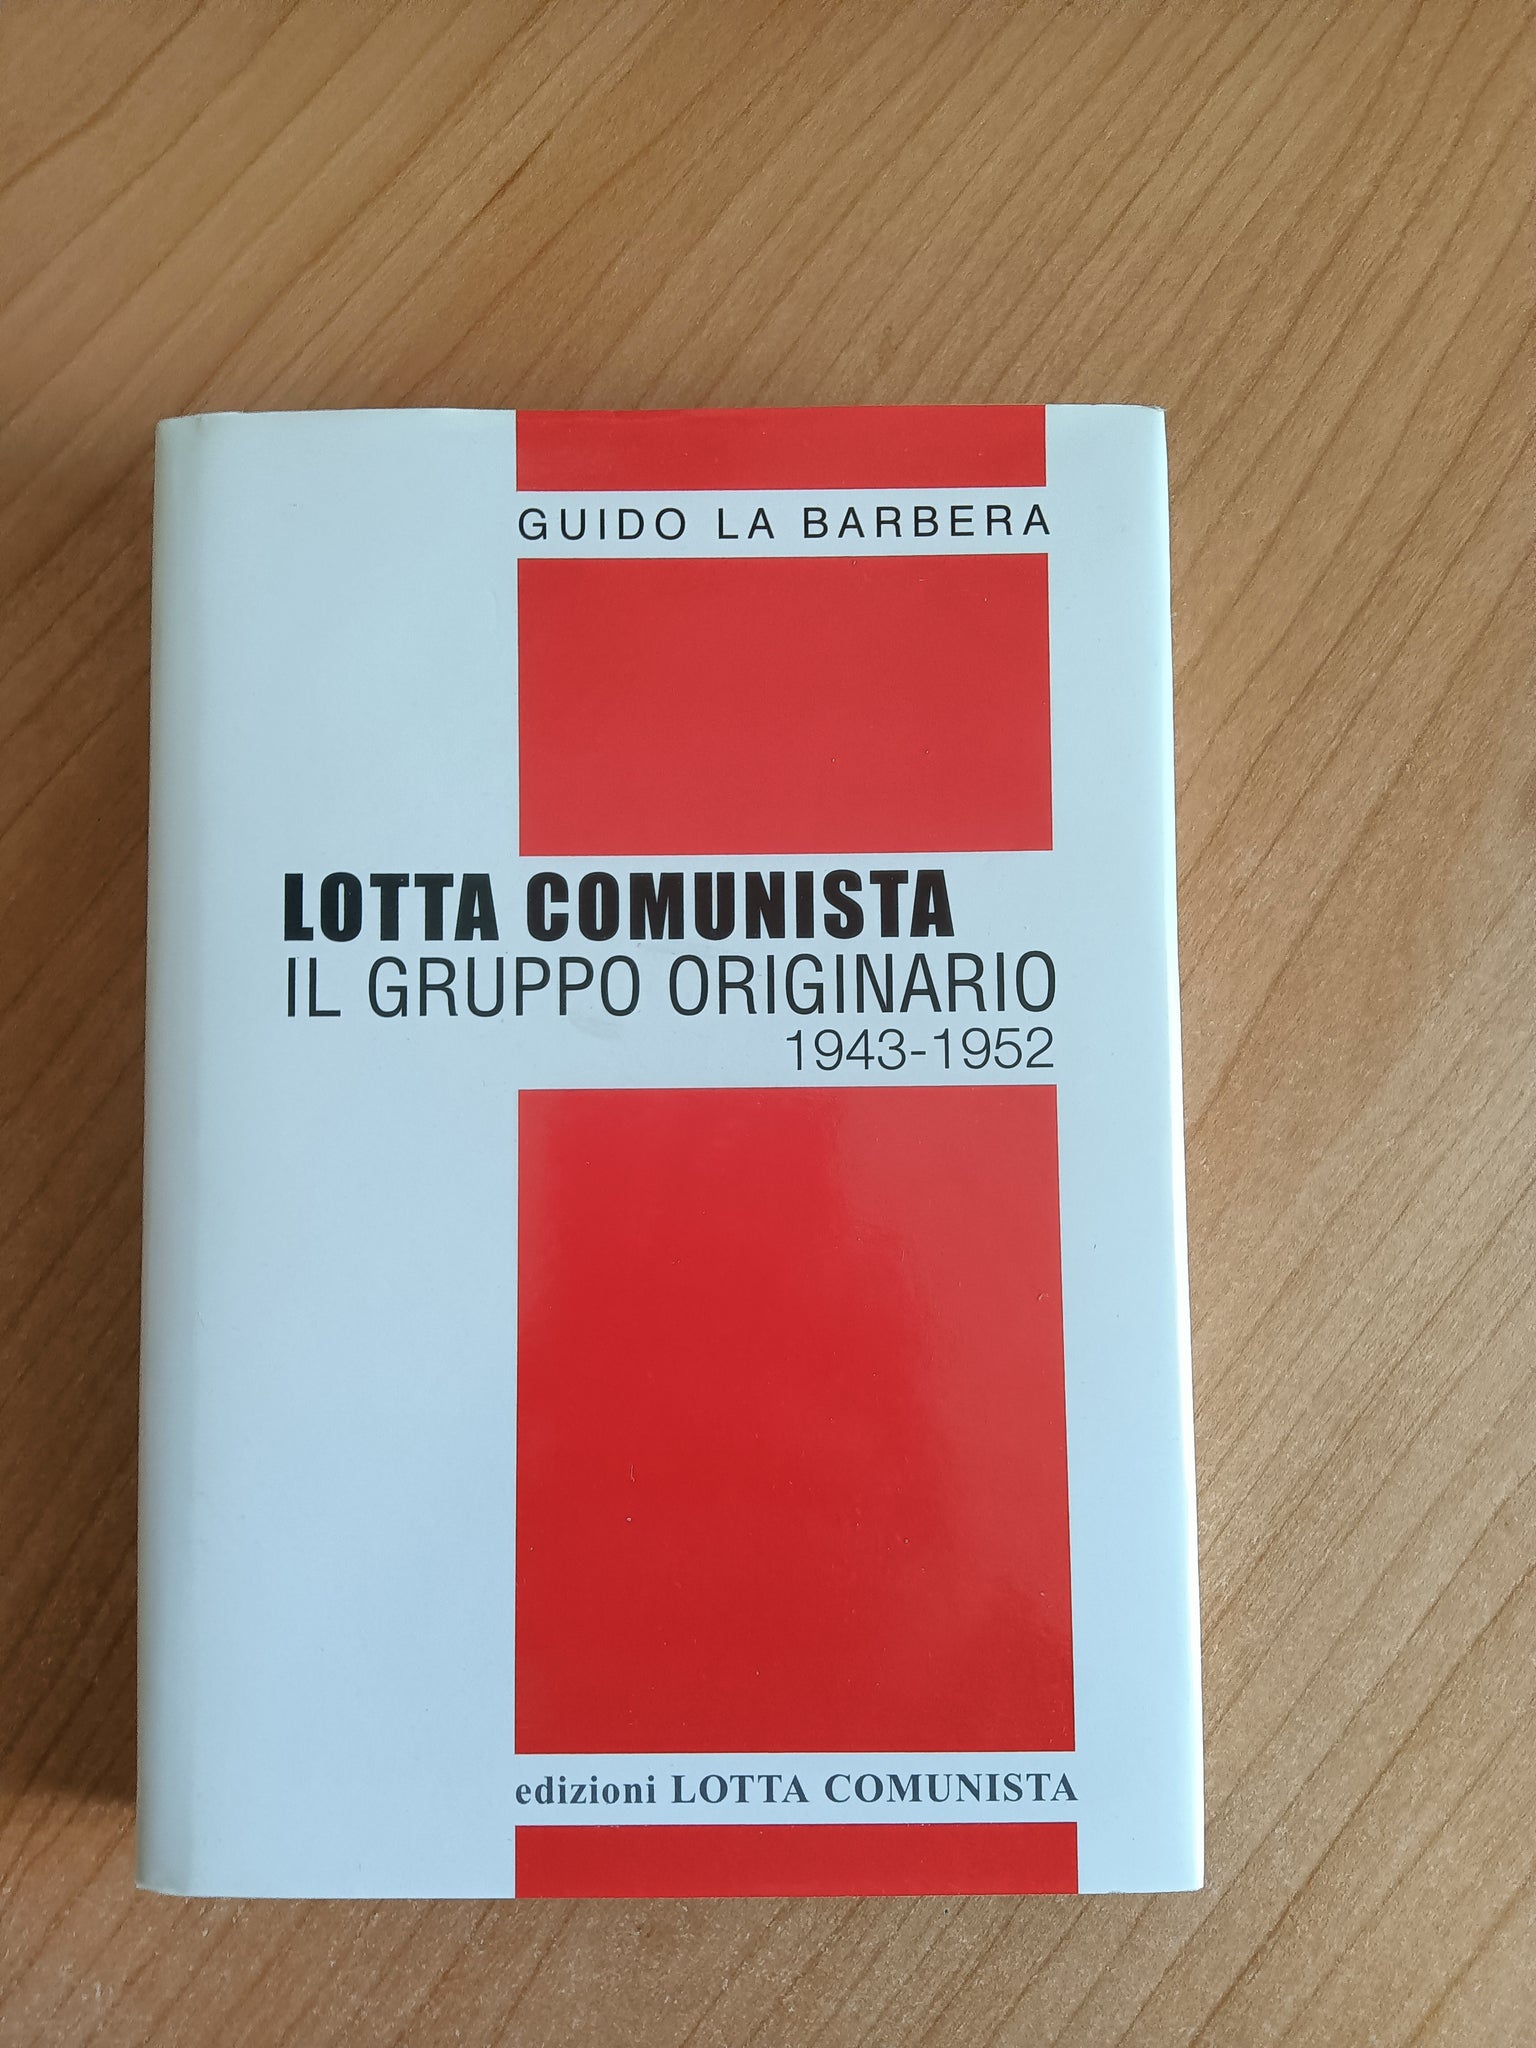 GUIDO LA BARBERA
LOTTA COMUNISTA
IL GRUPPO ORIGINARIO
1943-1952
edizioni LOTTA COMUNISTA